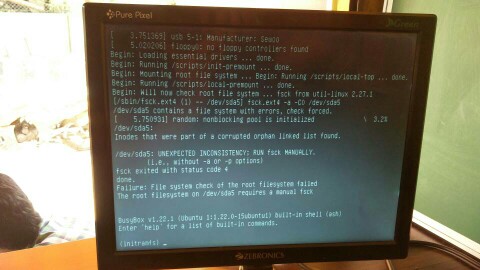 Pure Pixel
[    3.751369] usb 5-1: Manufacturer: Geado
[    5.020206] floppy0: no floppy controllers found
Begin: Loading essential drivers ... done.
Begin: Running /scripts/init-premount ... done.
Begin: Mounting root file system ... Begin: Running /scripts/local-top ... done.
Begin: Running /scripts/local-premount ... done.
Begin: Will now check root file system ... fsck from util-linux 2.27.1
[/sbin/fsck.ext4 (1) -- /dev/sda5] fsck.ext4 -a -C0 /dev/sda5
/dev/sda5 contains a file system with errors, check forced.
[    5.750931] random: nonblocking pool is initialized \ 3.2%
/dev/sda5:
Inodes that were part of a corrupted orphan linked list found.
/dev/sda5: UNEXPECTED INCONSISTENCY: RUN fsck MANUALLY.
(i.e., without -a or -p options)
fsck exited with status code 4
done.
Failure: File system check of the root filesystem failed
The root filesystem on /dev/sda5 requires a manual fsck
BusyBox v1.22.1 (Ubuntu 1:1.22.0-15ubuntu1) built-in shell (ash)
Enter 'help' for a list of built-in commands.
(initramfs) _
ZEBRONICS